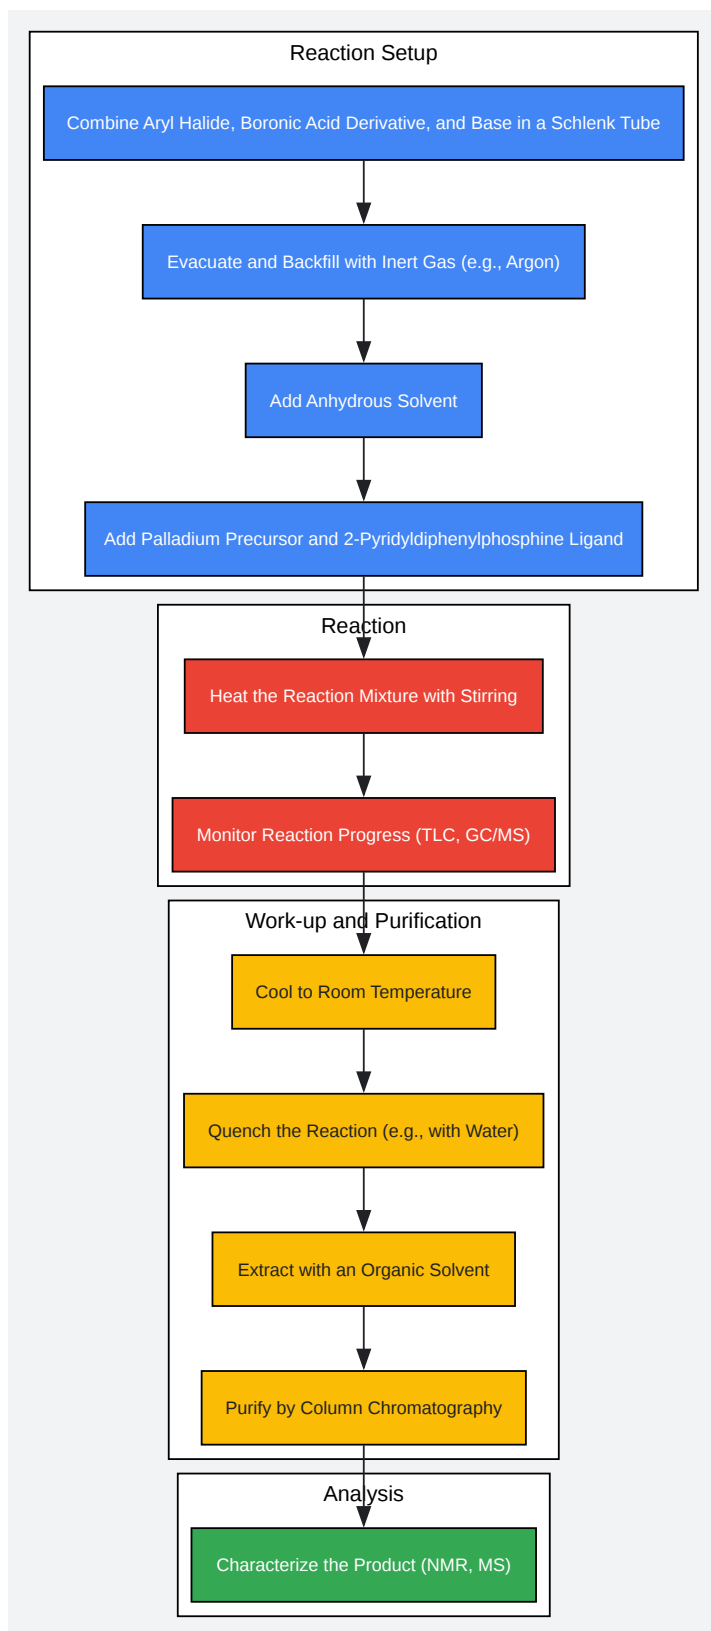 Reaction Setup
Combine Aryl Halide, Boronic Acid Derivative, and Base in a Schlenk Tube
Evacuate and Backfill with Inert Gas (e.g., Argon)
Add Anhydrous Solvent
Add Palladium Precursor and 2-Pyridyldiphenylphosphine Ligand
Reaction
Heat the Reaction Mixture with Stirring
Monitor Reaction Progress (TLC, GC/MS)
Work-up and Purification
Cool to Room Temperature
Quench the Reaction (e.g., with Water)
Extract with an Organic Solvent
Purify by Column Chromatography
Analysis
Characterize the Product (NMR, MS)